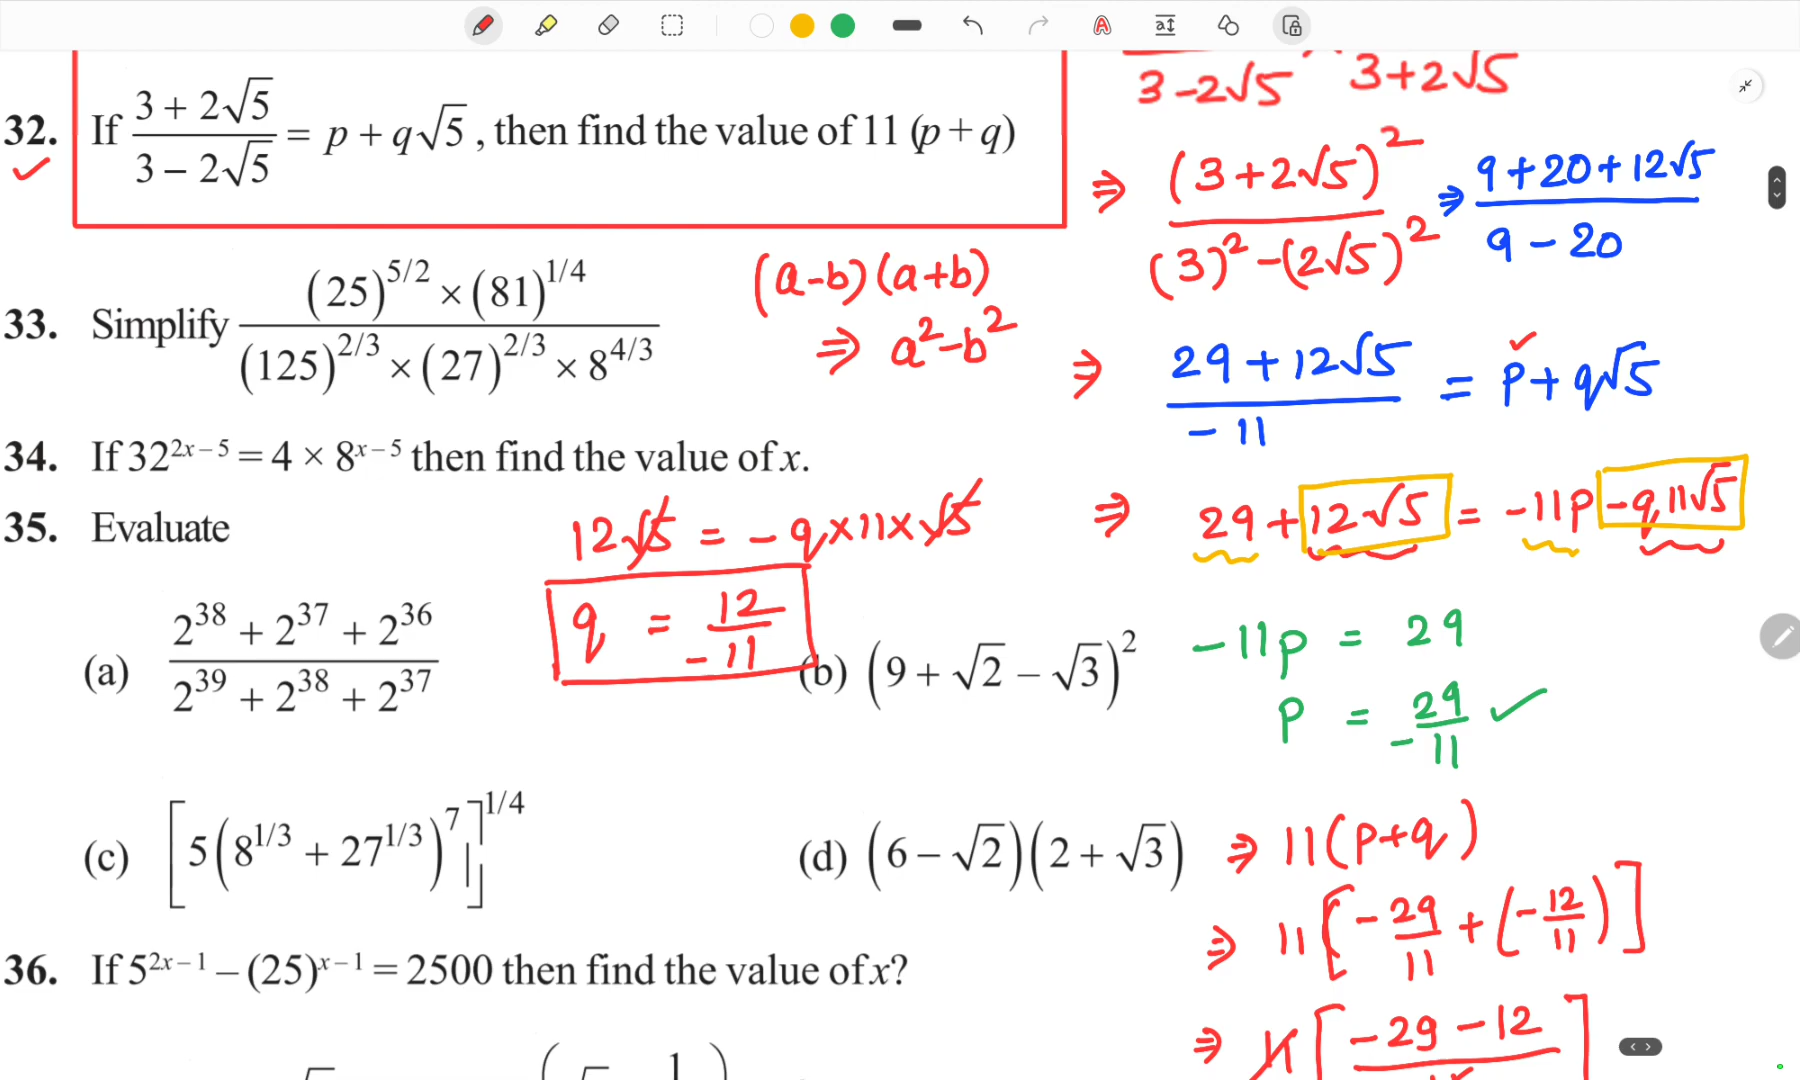 3-2√5 3+2√5
32. If (3 + 2√5)/(3 – 2√5) = p + q√5, then find the value of 11 (p + q)
⇒ (3+2√5)²/((3)²-(2√5)²) ⇒ (9+20+12√5)/(9-20)
33. Simplify ((25)^{5/2} × (81)^{1/4})/((125)^{2/3} × (27)^{2/3} × 8^{4/3})
(a-b)(a+b)
⇒ a²-b²
⇒ (29+12√5)/(-11) = p+q√5
34. If 32^{2x – 5} = 4 × 8^{x – 5} then find the value of x.
⇒ 29+12√5 = -11p-q11√5
35. Evaluate
12√5 = -q×11×√5
q = 12/-11
-11p = 29
p = 29/-11
(a) (2^{38} + 2^{37} + 2^{36})/(2^{39} + 2^{38} + 2^{37})
(b) (9 + √2 – √3)²
(c) [5(8^{1/3} + 27^{1/3})^7]^{1/4}
(d) (6 – √2)(2 + √3)
⇒ 11(p+q)
⇒ 11[-29/11+(-12/11)]
36. If 5^{2x – 1} – (25)^{x – 1} = 2500 then find the value of x?
⇒ 11[-29-12]